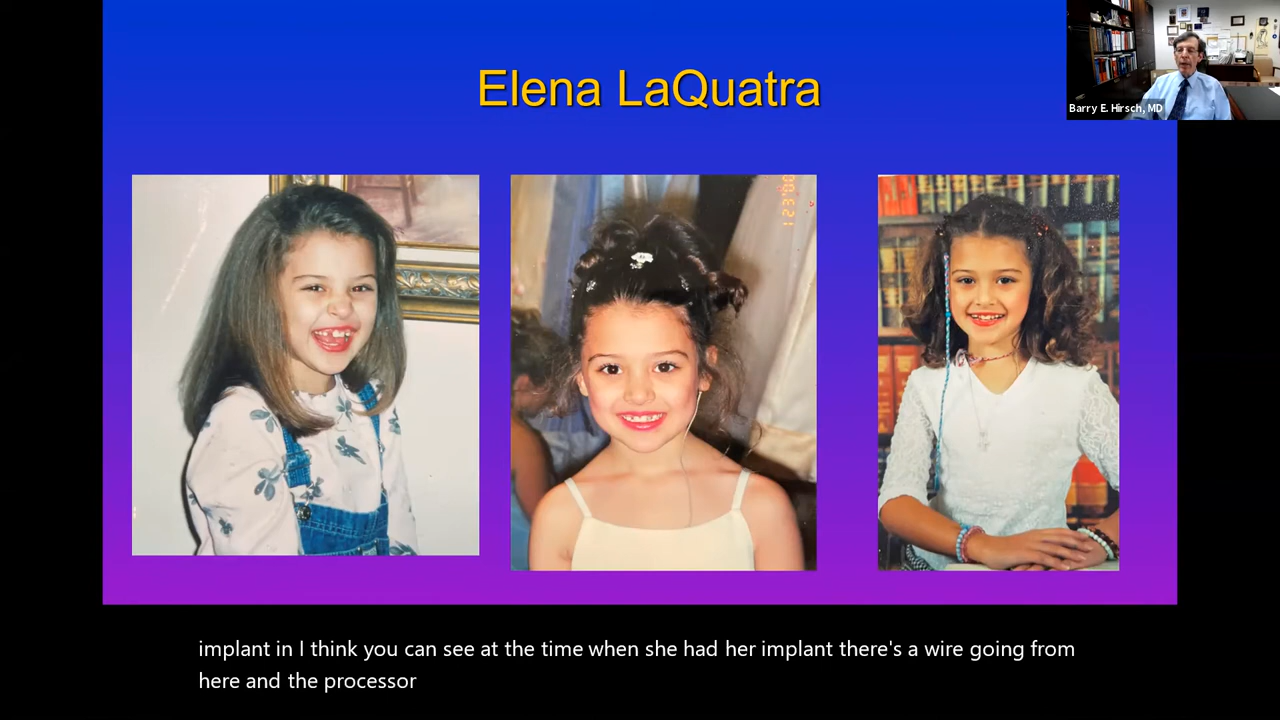 Elena LaQuatra
Barry E. Hirsch, MD
implant in I think you can see at the time when she had her implant there's a wire going from
here and the processor